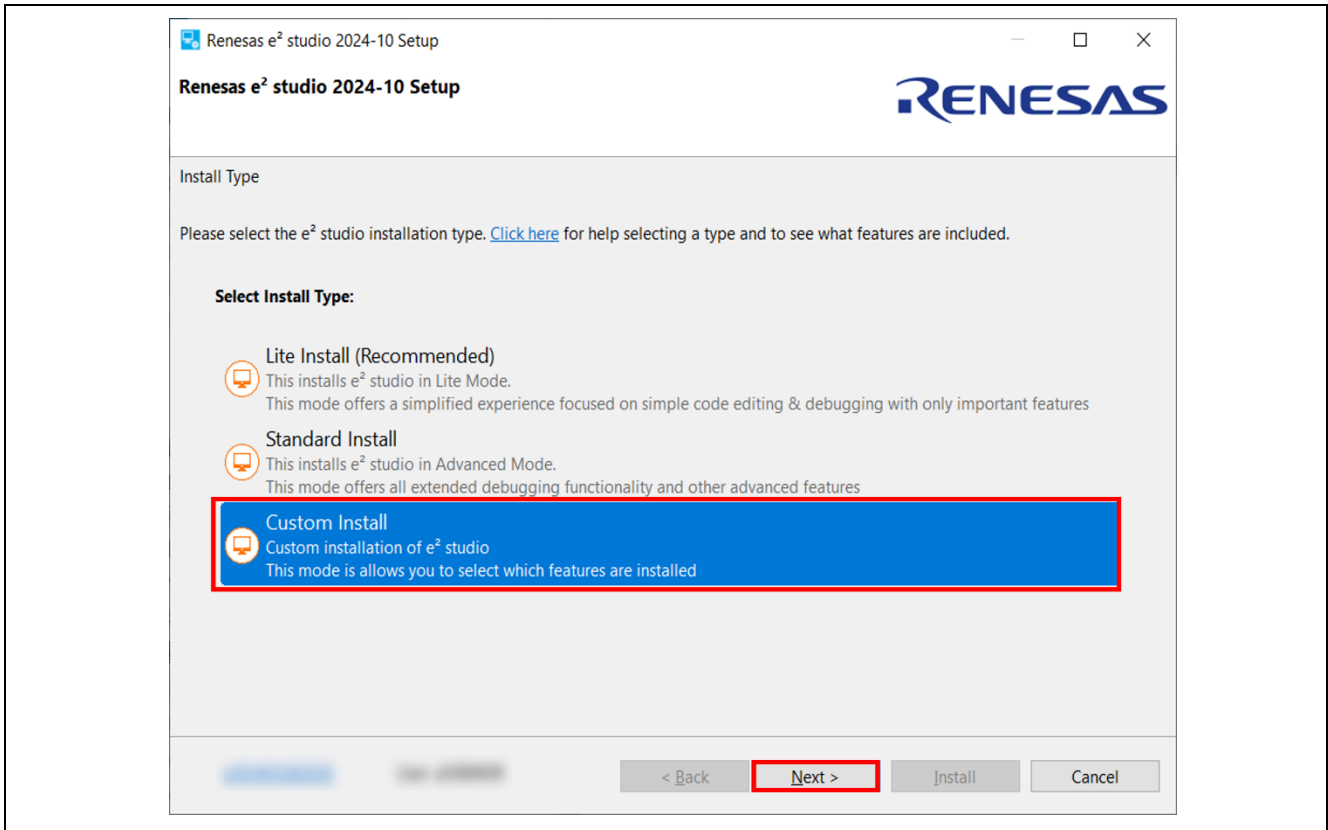 Renesas e² studio 2024-10 Setup
Renesas e² studio 2024-10 Setup
RENESAS
Install Type
Please select the e² studio installation type. Click here for help selecting a type and to see what features are included.
Select Install Type:
Lite Install (Recommended)
This installs e² studio in Lite Mode.
This mode offers a simplified experience focused on simple code editing & debugging with only important features
Standard Install
This installs e² studio in Advanced Mode.
This mode offers all extended debugging functionality and other advanced features
Custom Install
Custom installation of e² studio
This mode is allows you to select which features are installed
< Back Next > Install Cancel